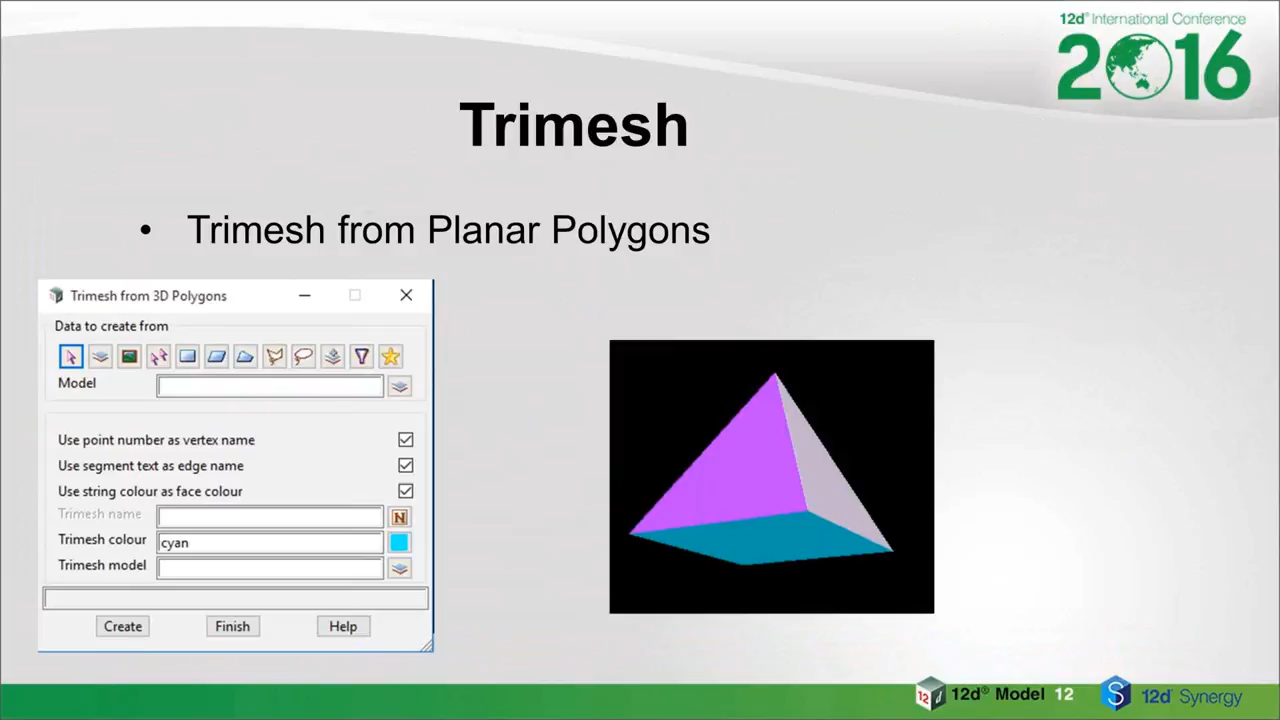 12d® International Conference
2016
Trimesh
• Trimesh from Planar Polygons
Trimesh from 3D Polygons
Data to create from
Model
Use point number as vertex name
Use segment text as edge name
Use string colour as face colour
Trimesh name
N
Trimesh colour
cyan
Trimesh model
Create
Finish
Help
12d® Model 12
12d Synergy